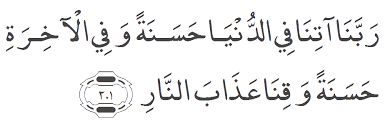 رَبَّنَا آتِنَا فِي الدُّنْيَا حَسَنَةً وَ فِي الْآخِرَةِ
حَسَنَةً وَ قِنَا عَذَابَ النَّارِ ﴿٢٠١﴾